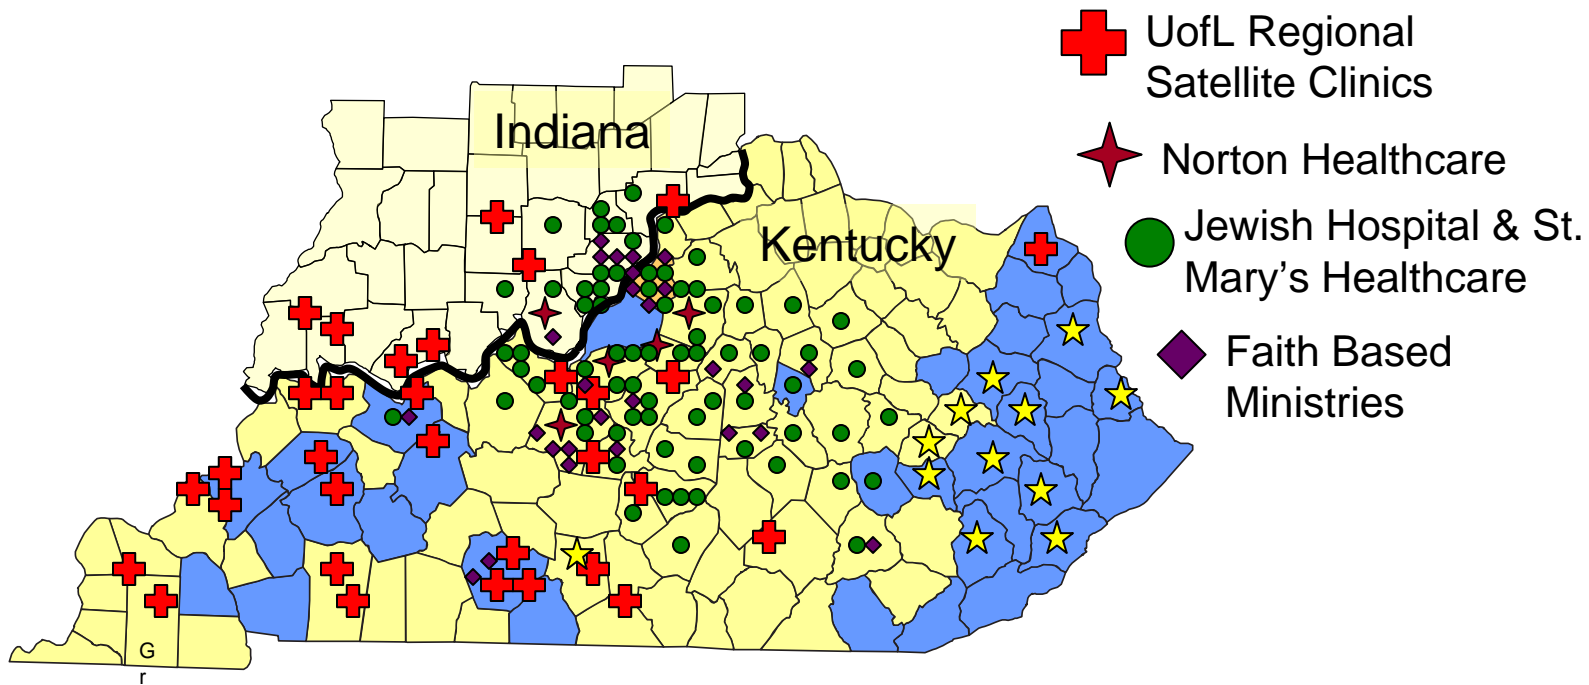 UofL Regional
Satellite Clinics
Indiana
Norton Healthcare
Kentucky
Jewish Hospital & St.
Mary’s Healthcare
Faith Based
Ministries
G
r